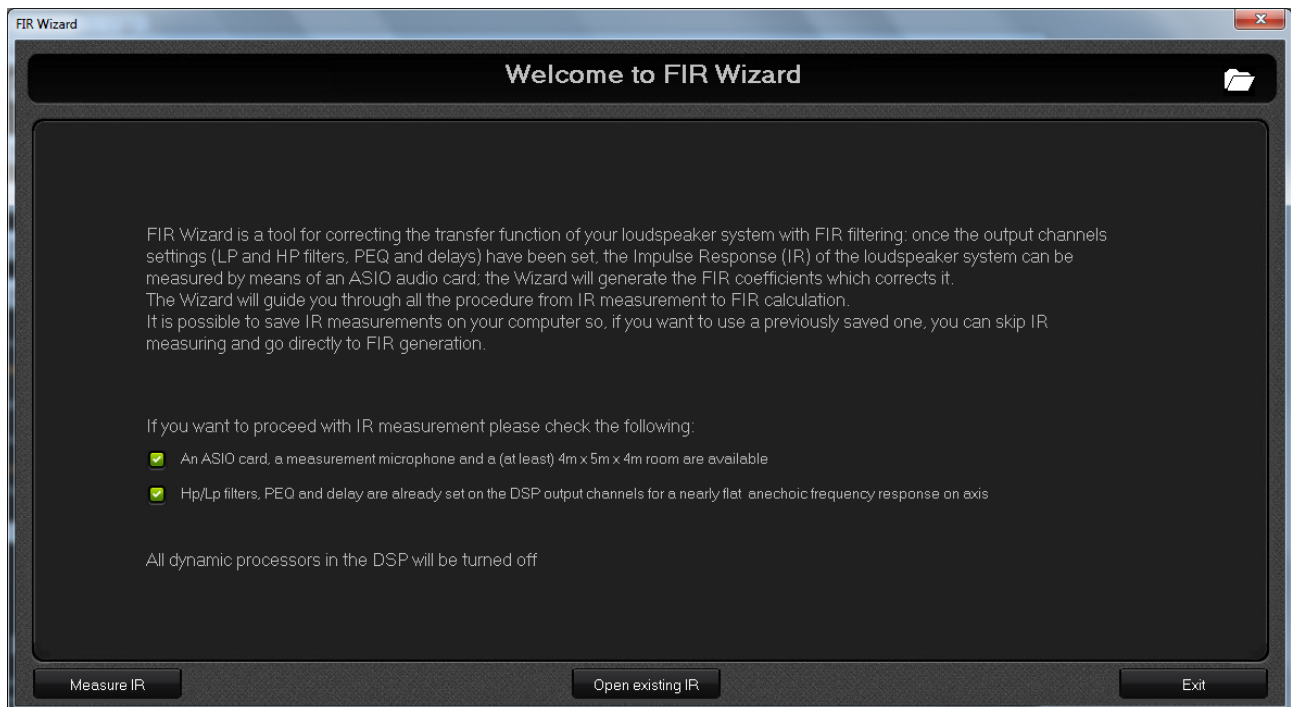 FIR Wizard
Welcome to FIR Wizard
FIR Wizard is a tool for correcting the transfer function of your loudspeaker system with FIR filtering: once the output channels
settings (LP and HP filters, PEQ and delays) have been set, the Impulse Response (IR) of the loudspeaker system can be
measured by means of an ASIO audio card; the Wizard will generate the FIR coefficients which corrects it.
The Wizard will guide you through all the procedure from IR measurement to FIR calculation.
It is possible to save IR measurements on your computer so, if you want to use a previously saved one, you can skip IR
measuring and go directly to FIR generation.
If you want to proceed with IR measurement please check the following:
An ASIO card, a measurement microphone and a (at least) 4m x 5m x 4m room are available
Hp/Lp filters, PEQ and delay are already set on the DSP output channels for a nearly flat anechoic frequency response on axis
All dynamic processors in the DSP will be turned off
Measure IR
Open existing IR
Exit